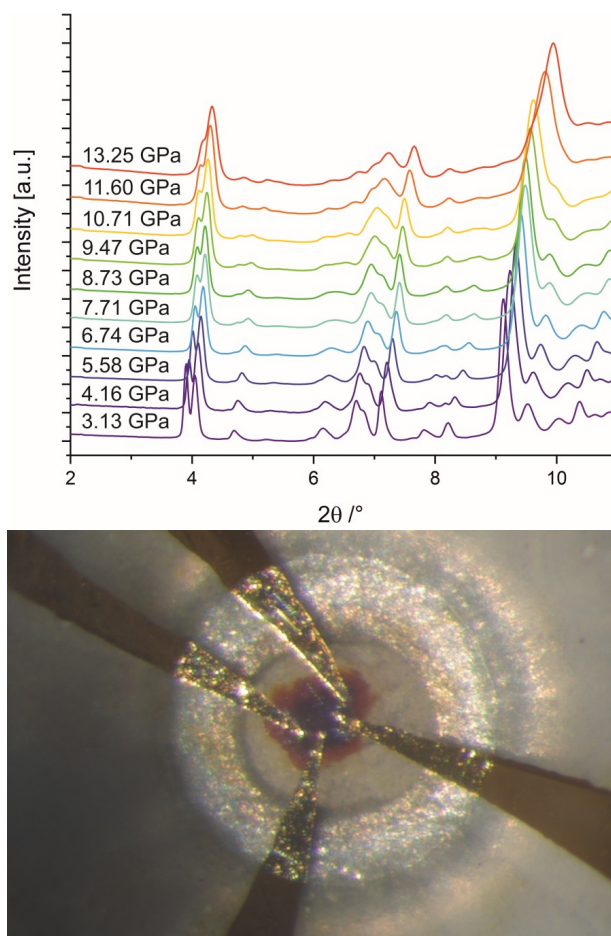 Intensity [a.u.]
13.25 GPa
11.60 GPa
10.71 GPa
9.47 GPa
8.73 GPa
7.71 GPa
6.74 GPa
5.58 GPa
4.16 GPa
3.13 GPa
2 4 6 8 10
2θ /°